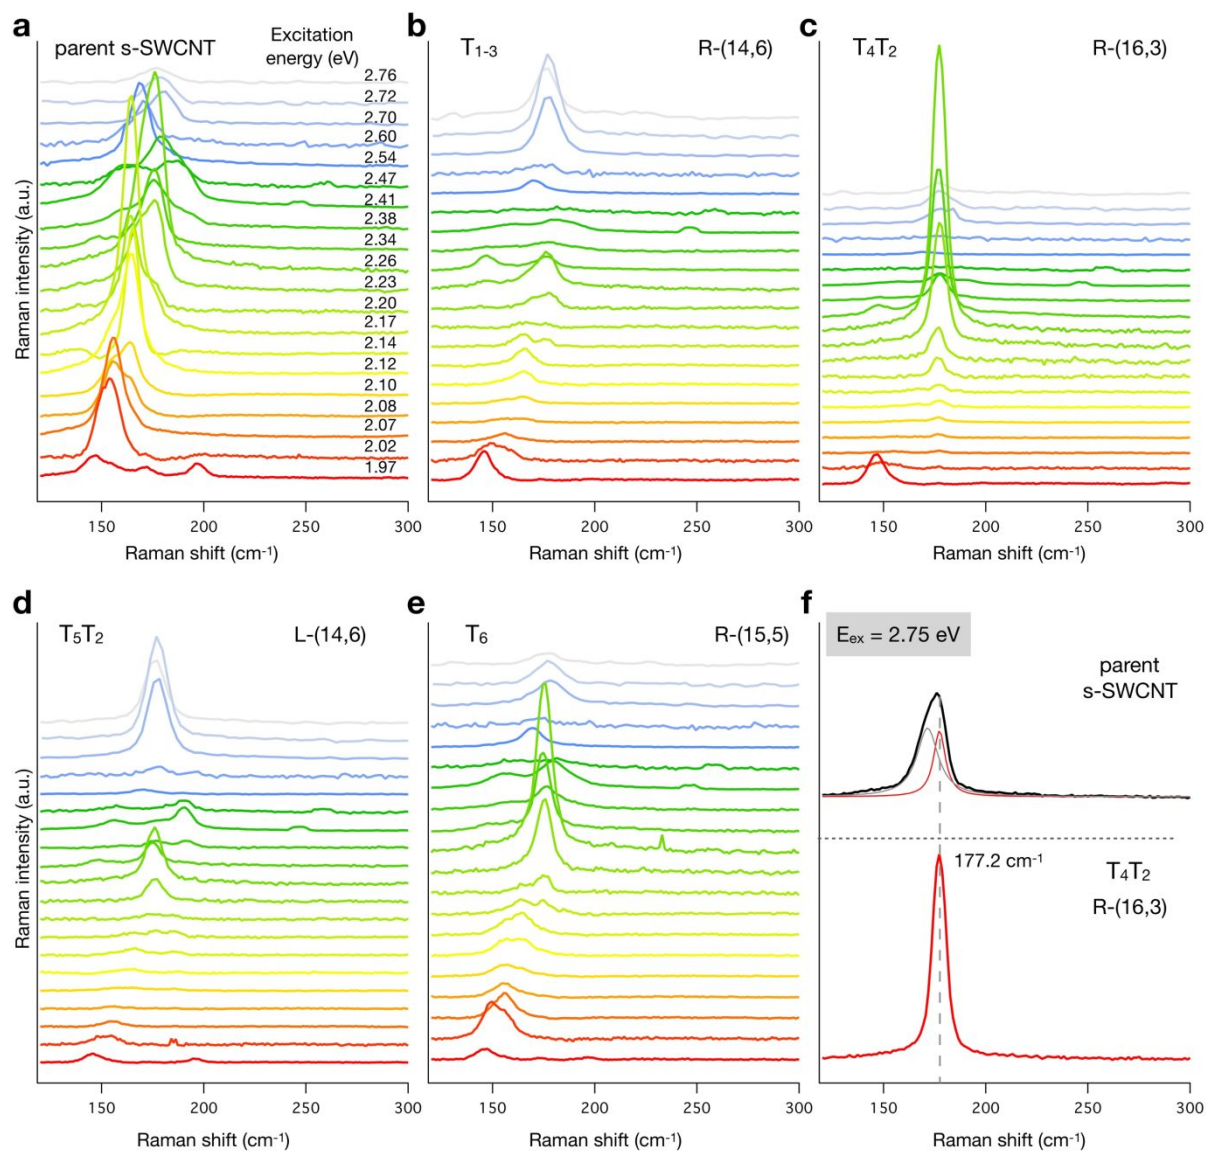 a
parent s-SWCNT
Excitation
energy (eV)
2.76
2.72
2.70
2.60
2.54
2.47
2.41
2.38
2.34
2.26
2.23
2.20
2.17
2.14
2.12
2.10
2.08
2.07
2.02
1.97
Raman intensity (a.u.)
150 200 250 300
Raman shift (cm⁻¹)
b
T₁₋₃ R-(14,6)
150 200 250 300
Raman shift (cm⁻¹)
c
T₄T₂ R-(16,3)
150 200 250 300
Raman shift (cm⁻¹)
d
T₅T₂ L-(14,6)
Raman intensity (a.u.)
150 200 250 300
Raman shift (cm⁻¹)
e
T₆ R-(15,5)
150 200 250 300
Raman shift (cm⁻¹)
f
Eₑₓ = 2.75 eV
parent
s-SWCNT
177.2 cm⁻¹
T₄T₂
R-(16,3)
150 200 250 300
Raman shift (cm⁻¹)